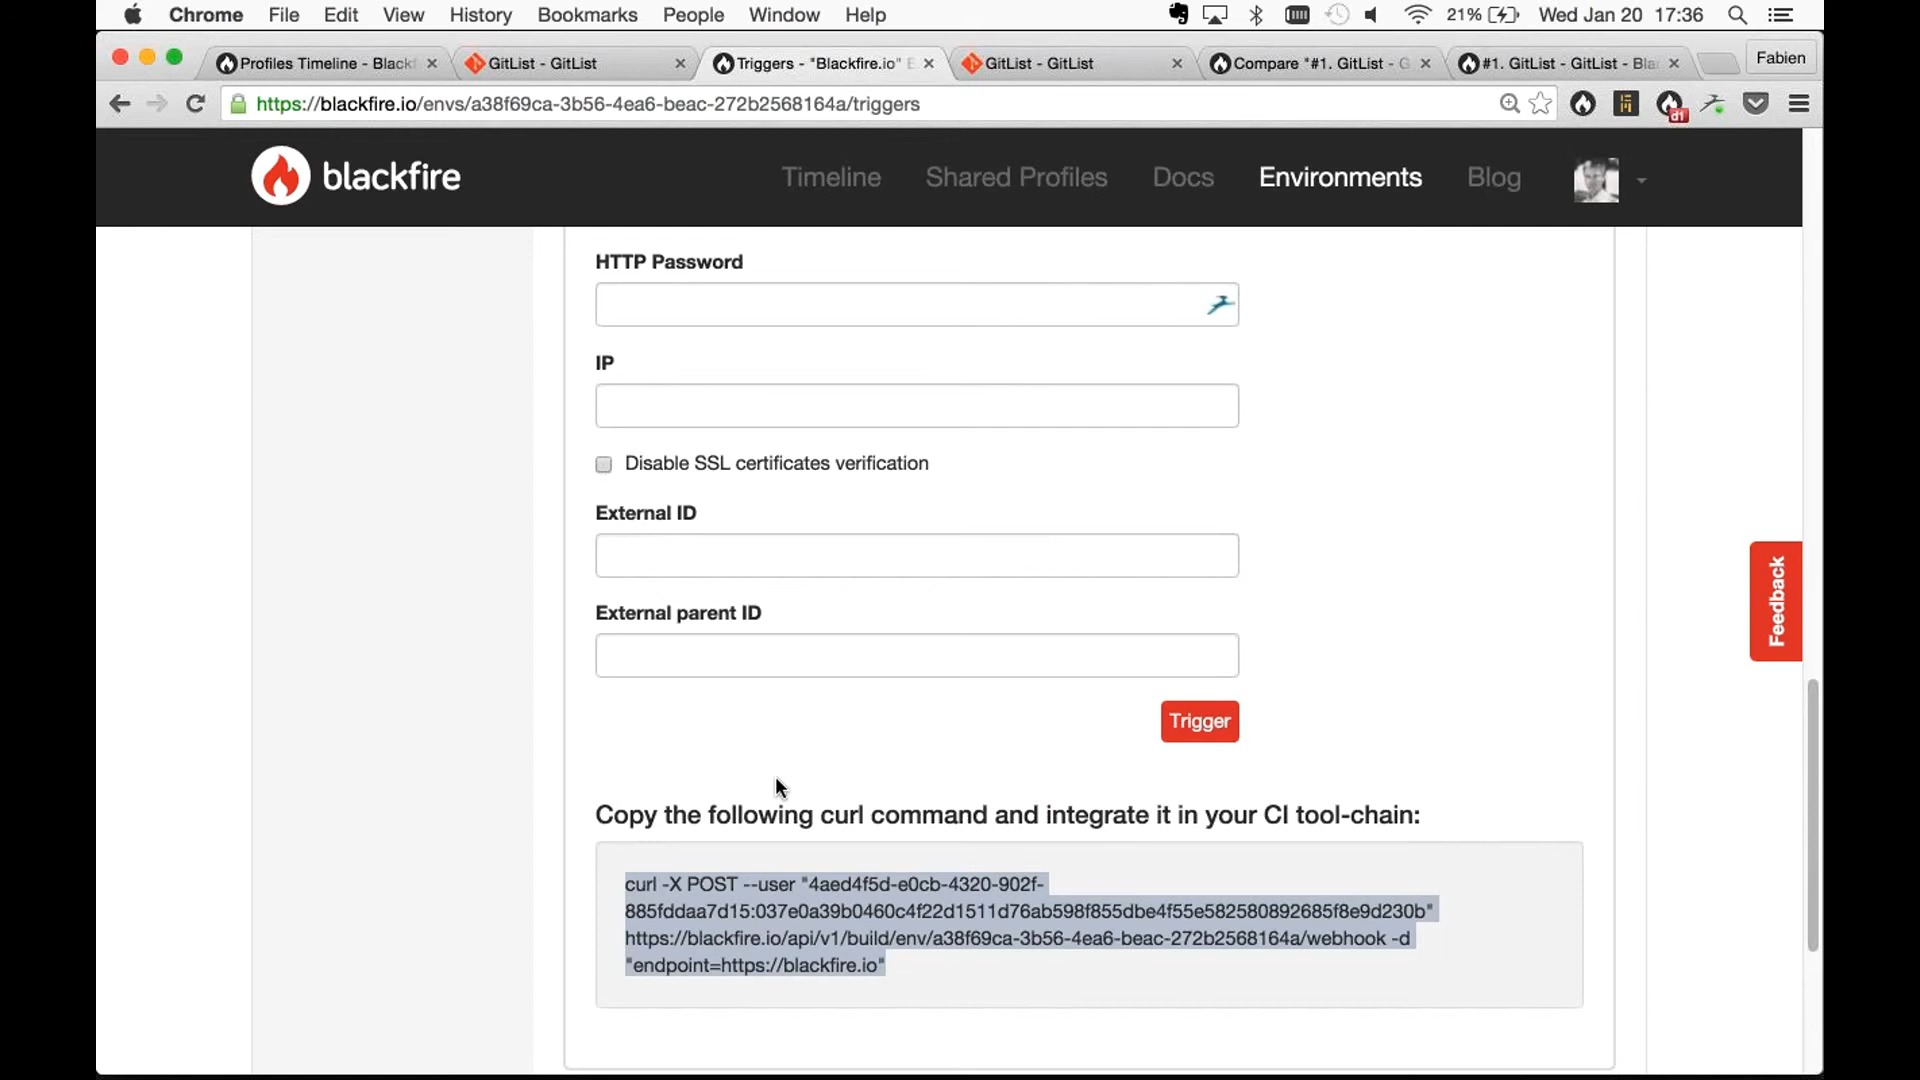 Chrome File Edit View History Bookmarks People Window Help 21% Wed Jan 20 17:36
Profiles Timeline - Blackf GitList - GitList Triggers - "Blackfire.io" E GitList - GitList Compare "#1. GitList - G #1. GitList - GitList - Bla Fabien
https://blackfire.io/envs/a38f69ca-3b56-4ea6-beac-272b2568164a/triggers d1
blackfire Timeline Shared Profiles Docs Environments Blog
HTTP Password
IP
Disable SSL certificates verification
External ID
Feedback
External parent ID
Trigger
Copy the following curl command and integrate it in your CI tool-chain:
curl -X POST --user "4aed4f5d-e0cb-4320-902f-
885fddaa7d15:037e0a39b0460c4f22d1511d76ab598f855dbe4f55e582580892685f8e9d230b"
https://blackfire.io/api/v1/build/env/a38f69ca-3b56-4ea6-beac-272b2568164a/webhook -d
"endpoint=https://blackfire.io"